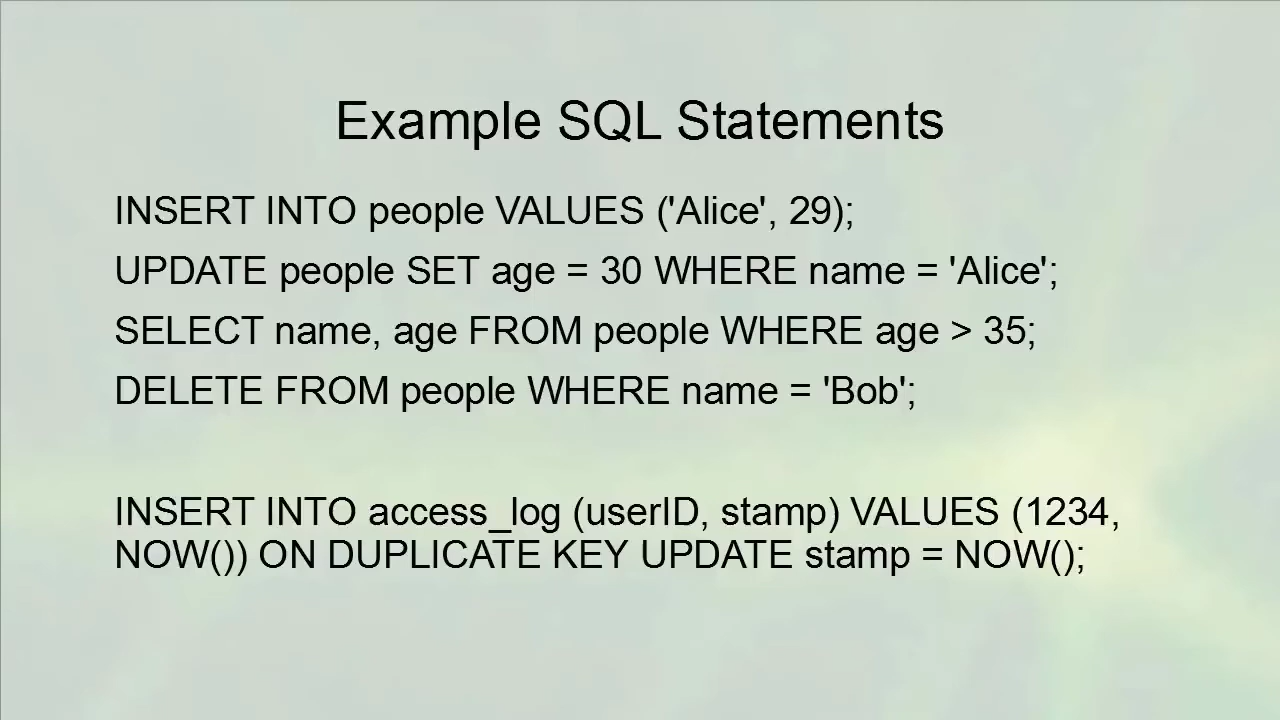 Example SQL Statements
INSERT INTO people VALUES ('Alice', 29);
UPDATE people SET age = 30 WHERE name = 'Alice';
SELECT name, age FROM people WHERE age > 35;
DELETE FROM people WHERE name = 'Bob';
INSERT INTO access_log (userID, stamp) VALUES (1234,
NOW()) ON DUPLICATE KEY UPDATE stamp = NOW();